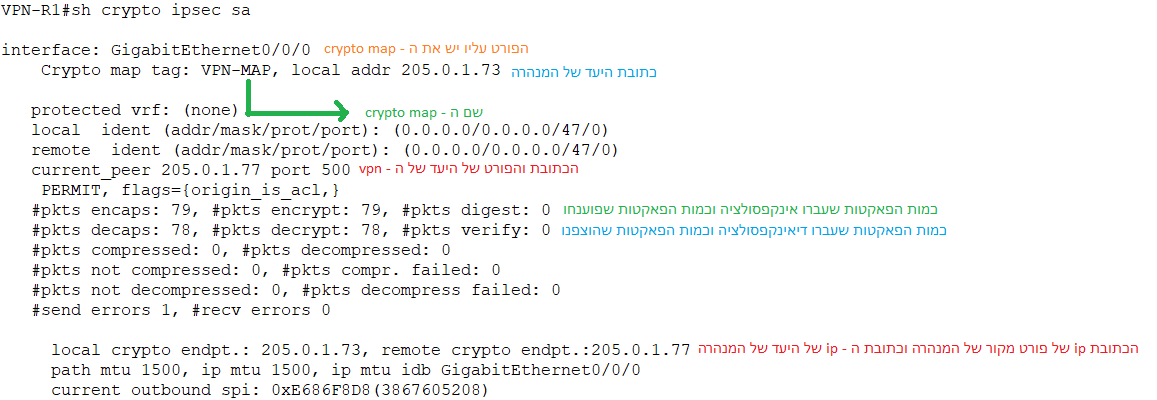 VPN-R1#sh crypto ipsec sa
interface: GigabitEthernet0/0/0 הפורט עליו יש את ה - crypto map
Crypto map tag: VPN-MAP, local addr 205.0.1.73 כתובת היעד של המנהרה
protected vrf: (none) שם ה - crypto map
local ident (addr/mask/prot/port): (0.0.0.0/0.0.0.0/47/0)
remote ident (addr/mask/prot/port): (0.0.0.0/0.0.0.0/47/0)
current_peer 205.0.1.77 port 500 הכתובת והפורט של היעד של ה - vpn
PERMIT, flags={origin_is_acl,}
#pkts encaps: 79, #pkts encrypt: 79, #pkts digest: 0 כמות הפאקטות שעברו אינקפסולציה וכמות הפאקטות שפוענחו
#pkts decaps: 78, #pkts decrypt: 78, #pkts verify: 0 כמות הפאקטות שעברו דיאינקפסולציה וכמות הפאקטות שהוצפנו
#pkts compressed: 0, #pkts decompressed: 0
#pkts not compressed: 0, #pkts compr. failed: 0
#pkts not decompressed: 0, #pkts decompress failed: 0
#send errors 1, #recv errors 0
local crypto endpt.: 205.0.1.73, remote crypto endpt.:205.0.1.77 הכתובת ip של פורט מקור של המנהרה וכתובת ה - ip של היעד של המנהרה
path mtu 1500, ip mtu 1500, ip mtu idb GigabitEthernet0/0/0
current outbound spi: 0xE686F8D8(3867605208)